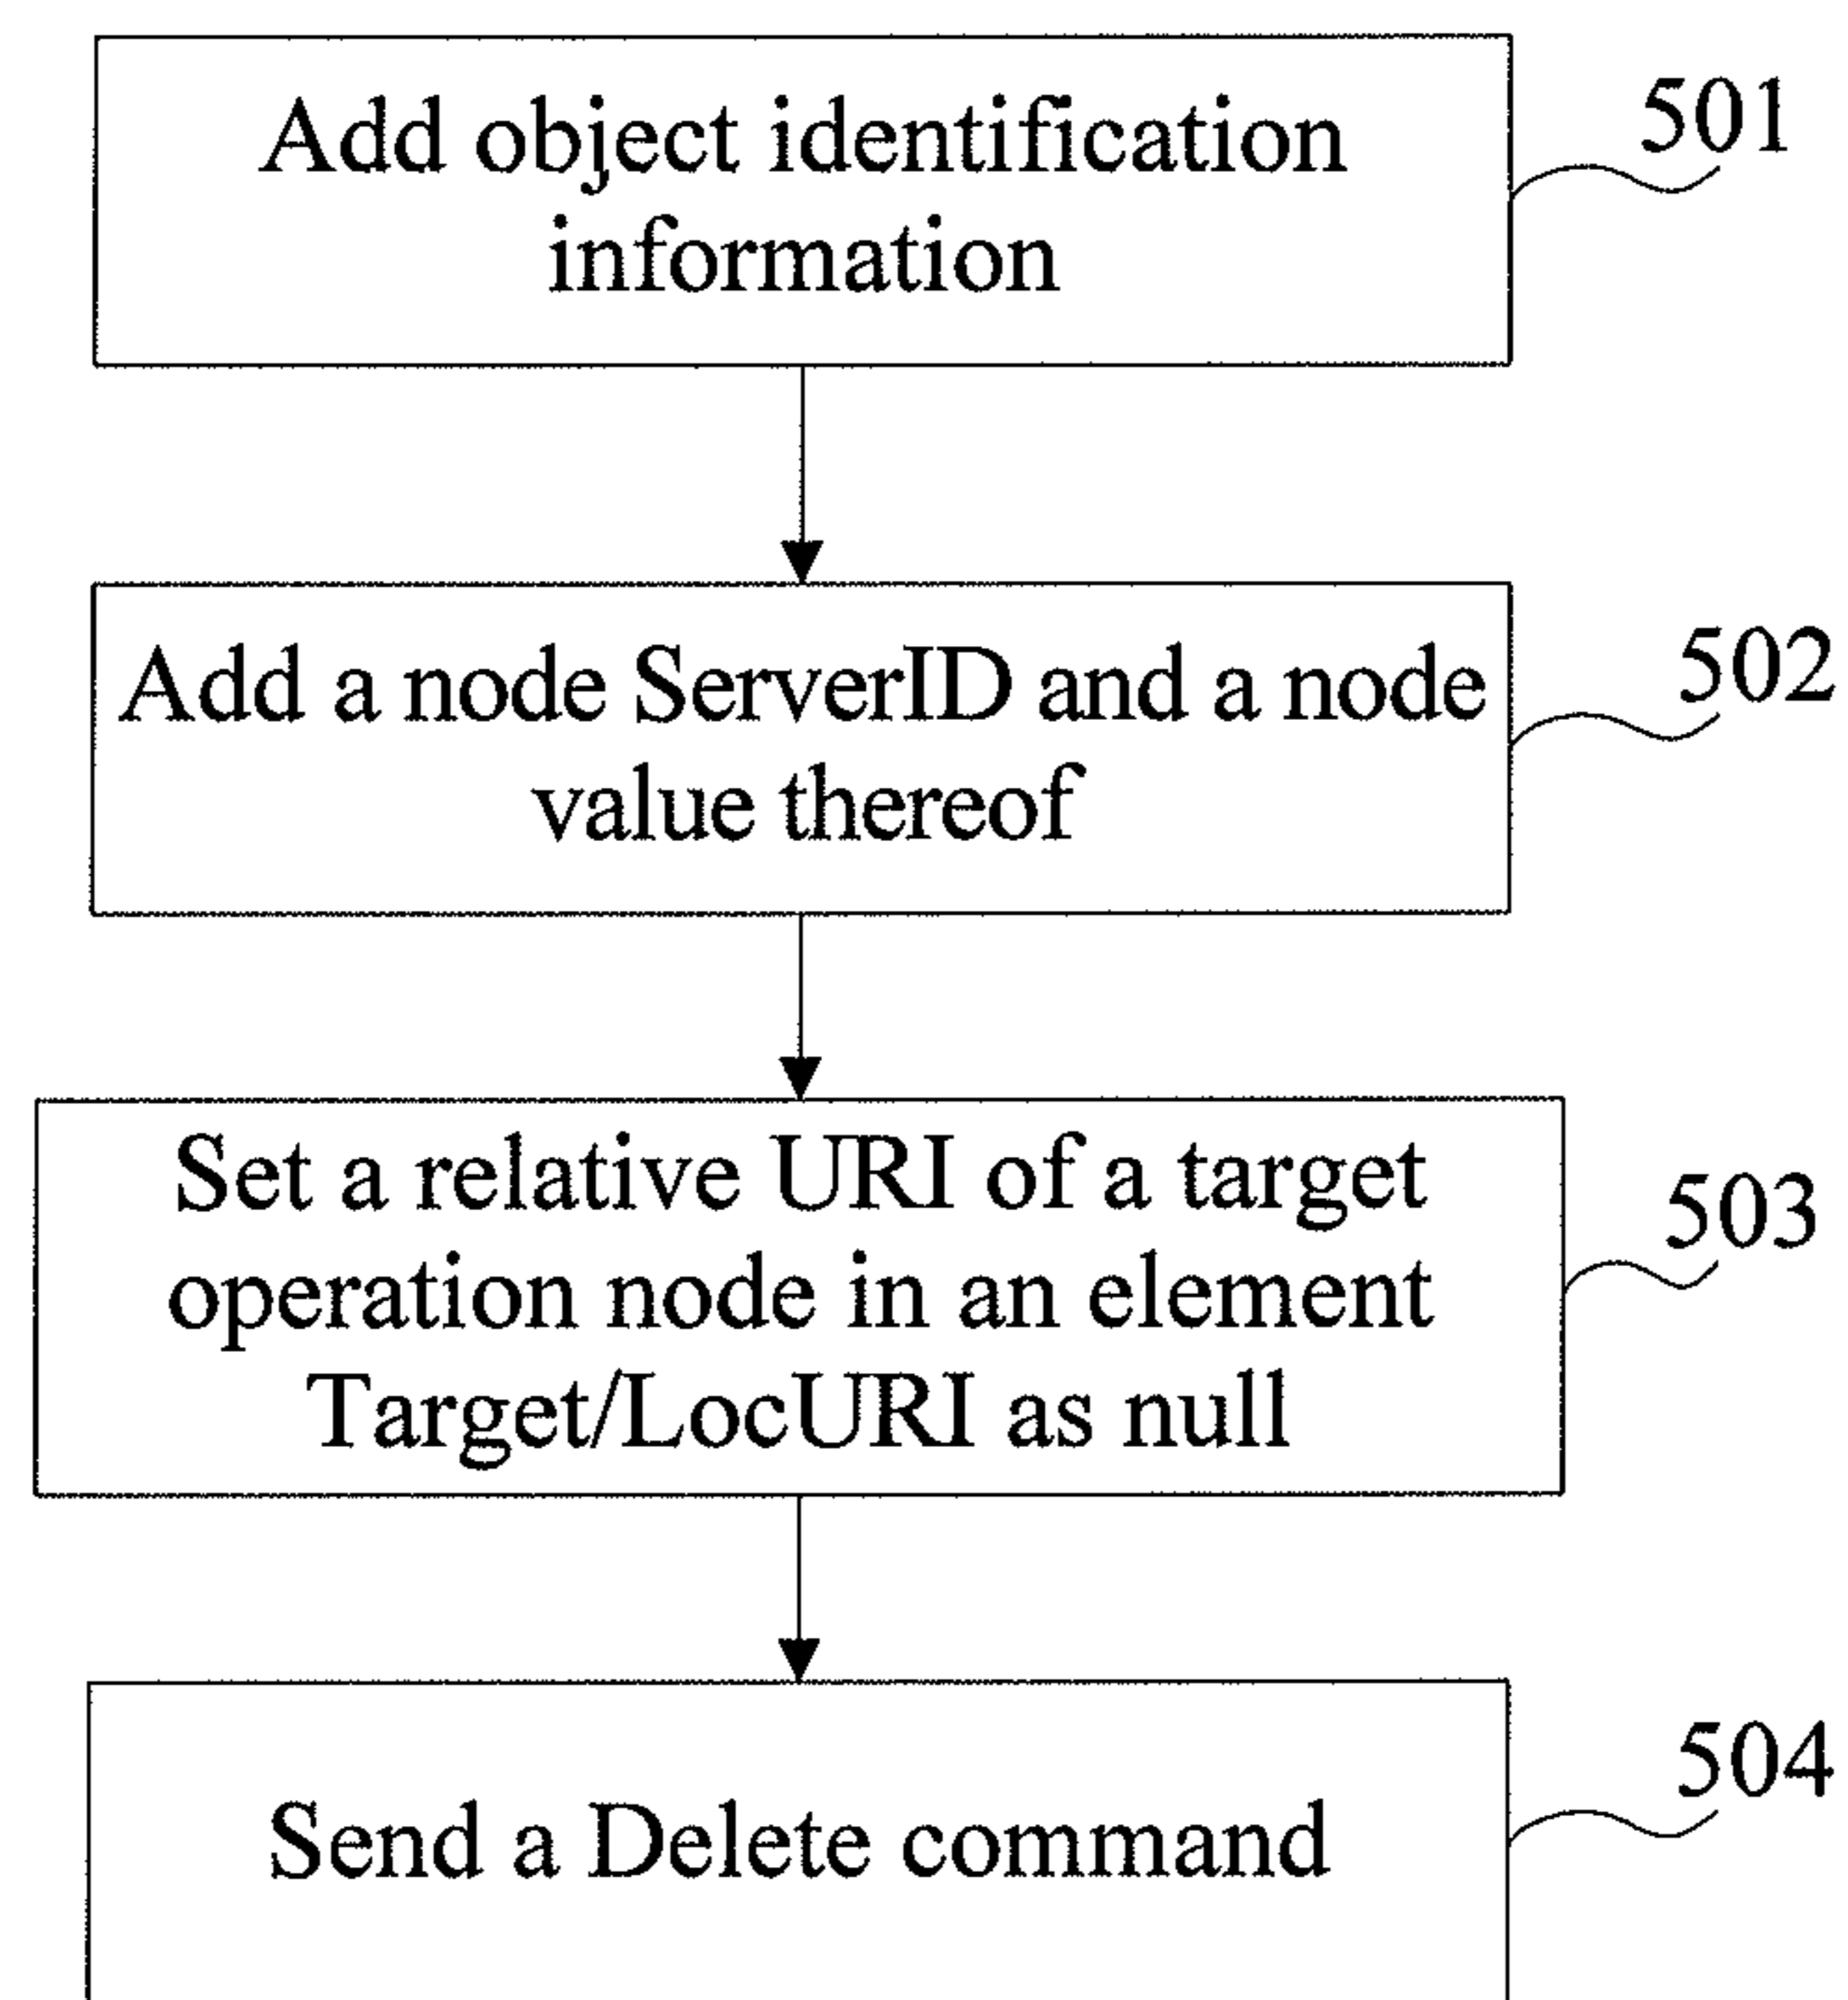 Add object identification
information
501
Add a node ServerID and a node
value thereof
502
Set a relative URI of a target
operation node in an element
Target/LocURI as null
503
Send a Delete command
504